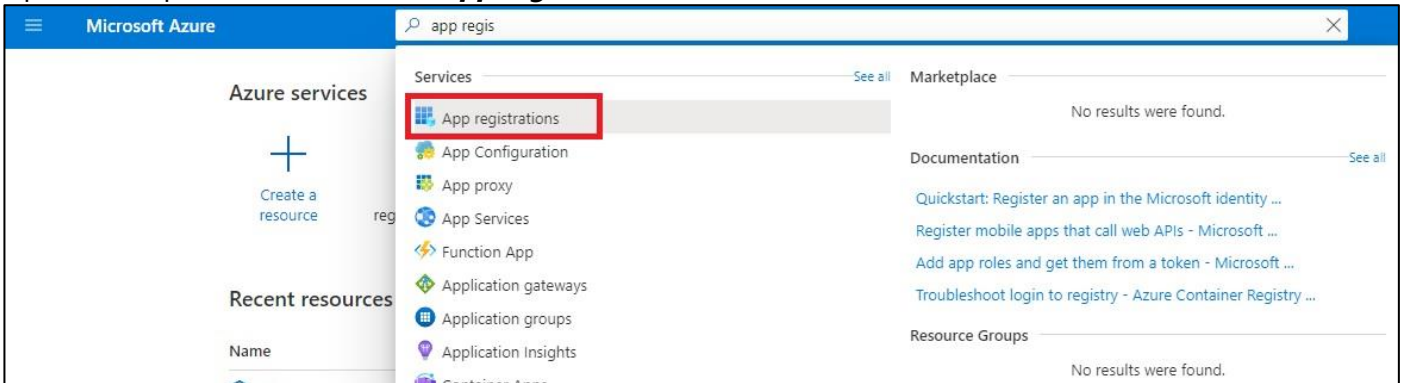 Microsoft Azure
app regis
Azure services
Create a
resource
reg
Recent resources
Name
Services
See all
App registrations
App Configuration
App proxy
App Services
Function App
Application gateways
Application groups
Application Insights
Container Apps
Marketplace
No results were found.
Documentation
See all
Quickstart: Register an app in the Microsoft identity ...
Register mobile apps that call web APIs - Microsoft ...
Add app roles and get them from a token - Microsoft ...
Troubleshoot login to registry - Azure Container Registry ...
Resource Groups
No results were found.